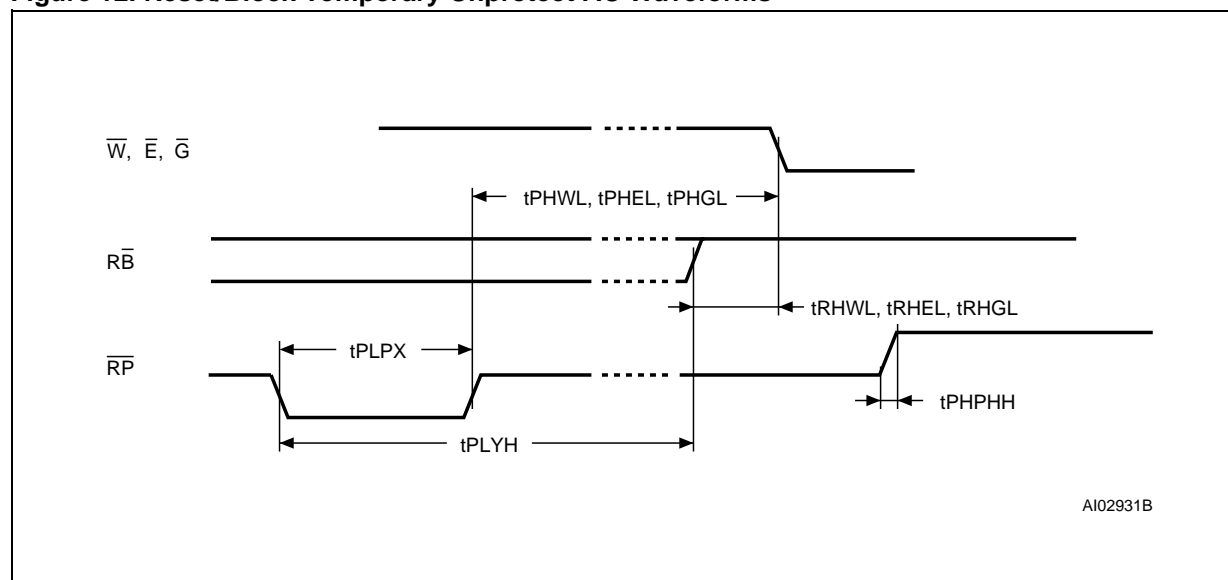 Figure 12. Reset/Block Temporary Unprotect AC Waveforms
W̅, E̅, G̅
tPHWL, tPHEL, tPHGL
RB̅
tRHWL, tRHEL, tRHGL
tPLPX
R̅P̅
tPHPHH
tPLYH
AI02931B